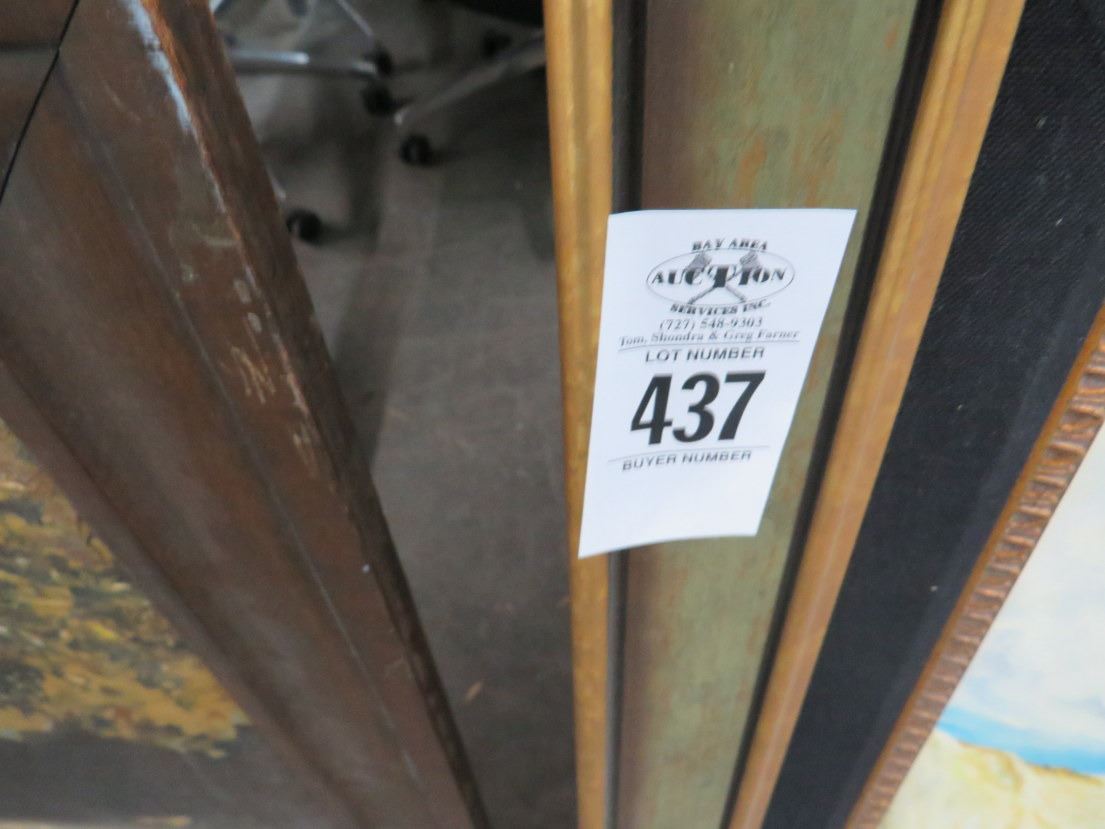 BAY AREA
AUCTION
SERVICES INC.
(727) 548-9303
Tom, Shondra & Greg Farner
LOT NUMBER
437
BUYER NUMBER